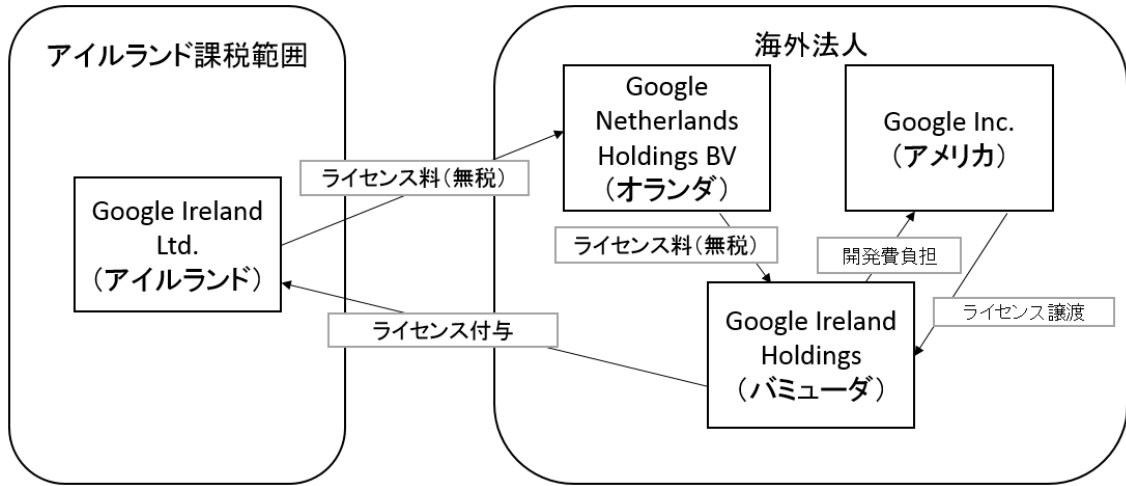 アイルランド課税範囲
海外法人
Google
Netherlands
Holdings BV
（オランダ）
Google Inc.
（アメリカ）
ライセンス料（無税）
Google Ireland
Ltd.
（アイルランド）
ライセンス料（無税）
開発費負担
ライセンス付与
Google Ireland
Holdings
（バミューダ）
ライセンス譲渡